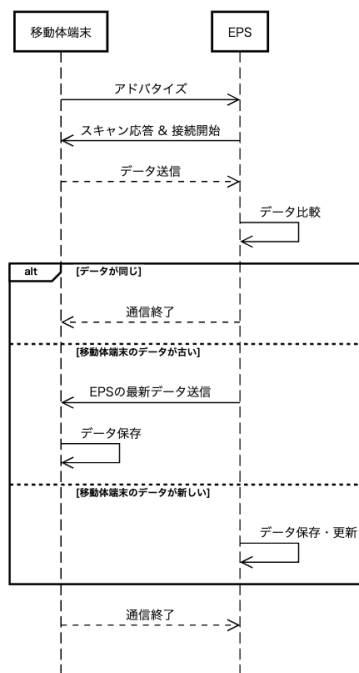 移動体端末
EPS
アドバタイズ
スキャン応答 & 接続開始
データ送信
データ比較
alt
[データが同じ]
通信終了
[移動体端末のデータが古い]
EPSの最新データ送信
データ保存
[移動体端末のデータが新しい]
データ保存・更新
通信終了